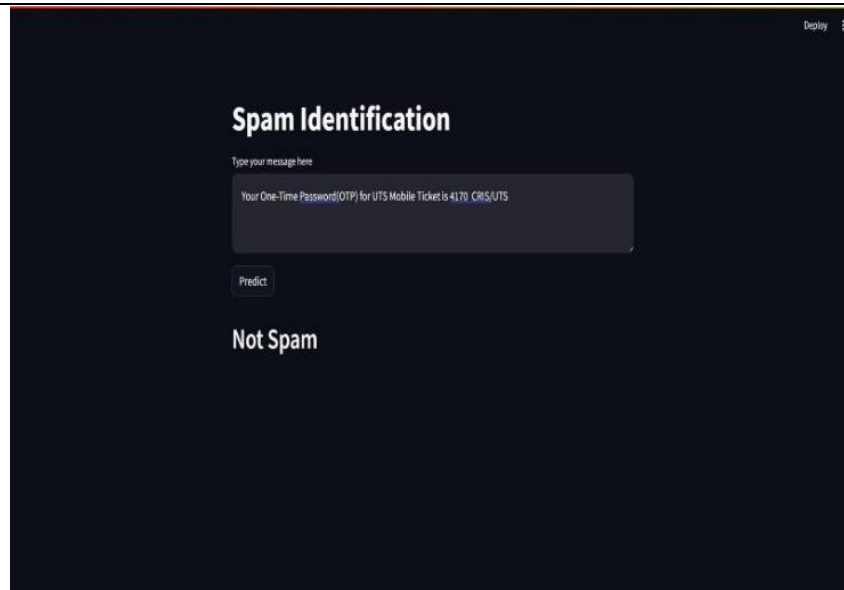 Deploy
Spam Identification
Type your message here
Your One-Time Password(OTP) for UTS Mobile Ticket is 4170 CRIS/UTS
Predict
Not Spam